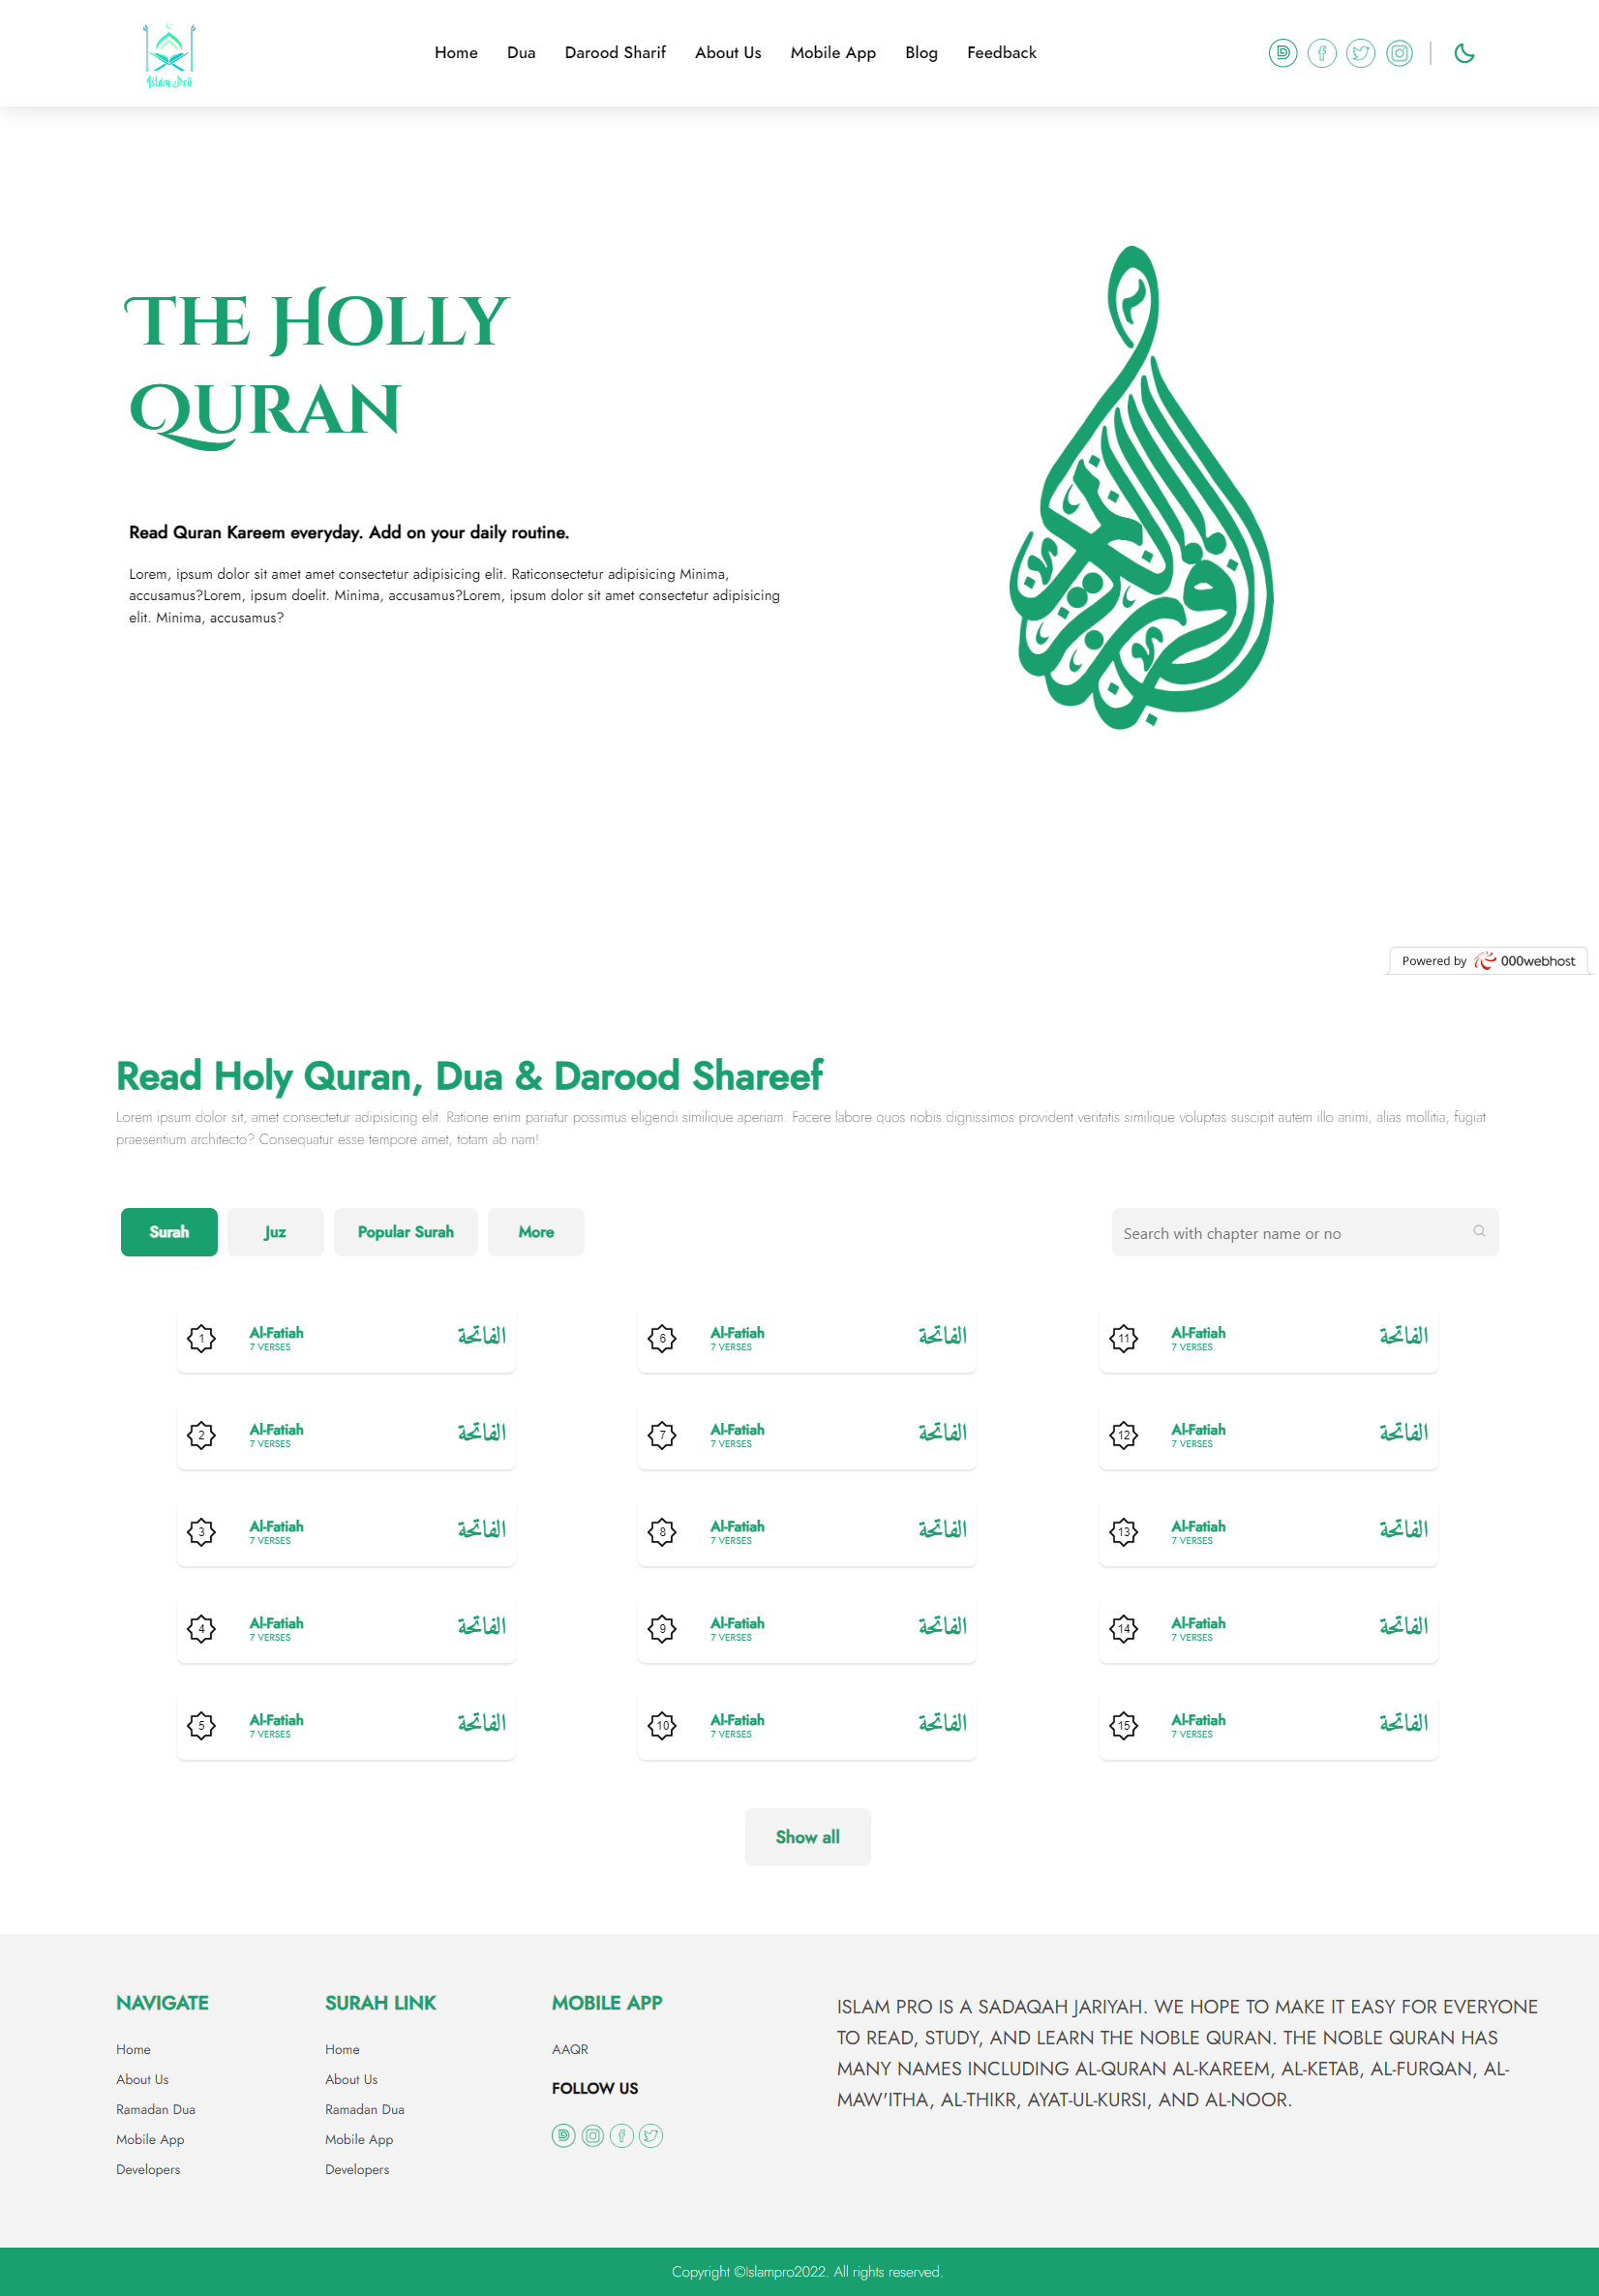 Islam Pro
Home Dua Darood Sharif About Us Mobile App Blog Feedback
The Holly
Quran
Read Quran Kareem everyday. Add on your daily routine.
Lorem, ipsum dolor sit amet amet consectetur adipisicing elit. Raticonsectetur adipisicing Minima,
accusamus?Lorem, ipsum doelit. Minima, accusamus?Lorem, ipsum dolor sit amet consectetur adipisicing
elit. Minima, accusamus?
Powered by 000webhost
Read Holy Quran, Dua & Darood Shareef
Lorem ipsum dolor sit, amet consectetur adipisicing elit. Ratione enim pariatur possimus eligendi similique aperiam. Facere labore quos nobis dignissimos provident veritatis similique voluptas suscipit autem illo animi, alias mollitia, fugiat
praesentium architecto? Consequatur esse tempore amet, totam ab nam!
Surah Juz Popular Surah More Search with chapter name or no
1 Al-Fatiah الفاتحة 6 Al-Fatiah الفاتحة 11 Al-Fatiah الفاتحة
7 VERSES 7 VERSES 7 VERSES
2 Al-Fatiah الفاتحة 7 Al-Fatiah الفاتحة 12 Al-Fatiah الفاتحة
7 VERSES 7 VERSES 7 VERSES
3 Al-Fatiah الفاتحة 8 Al-Fatiah الفاتحة 13 Al-Fatiah الفاتحة
7 VERSES 7 VERSES 7 VERSES
4 Al-Fatiah الفاتحة 9 Al-Fatiah الفاتحة 14 Al-Fatiah الفاتحة
7 VERSES 7 VERSES 7 VERSES
5 Al-Fatiah الفاتحة 10 Al-Fatiah الفاتحة 15 Al-Fatiah الفاتحة
7 VERSES 7 VERSES 7 VERSES
Show all
NAVIGATE
Home
About Us
Ramadan Dua
Mobile App
Developers
SURAH LINK
Home
About Us
Ramadan Dua
Mobile App
Developers
MOBILE APP
AAQR
FOLLOW US
ISLAM PRO IS A SADAQAH JARIYAH. WE HOPE TO MAKE IT EASY FOR EVERYONE
TO READ, STUDY, AND LEARN THE NOBLE QURAN. THE NOBLE QURAN HAS
MANY NAMES INCLUDING AL-QURAN AL-KAREEM, AL-KETAB, AL-FURQAN, AL-
MAW'ITHA, AL-THIKR, AYAT-UL-KURSI, AND AL-NOOR.
Copyright ©Islampro2022. All rights reserved.